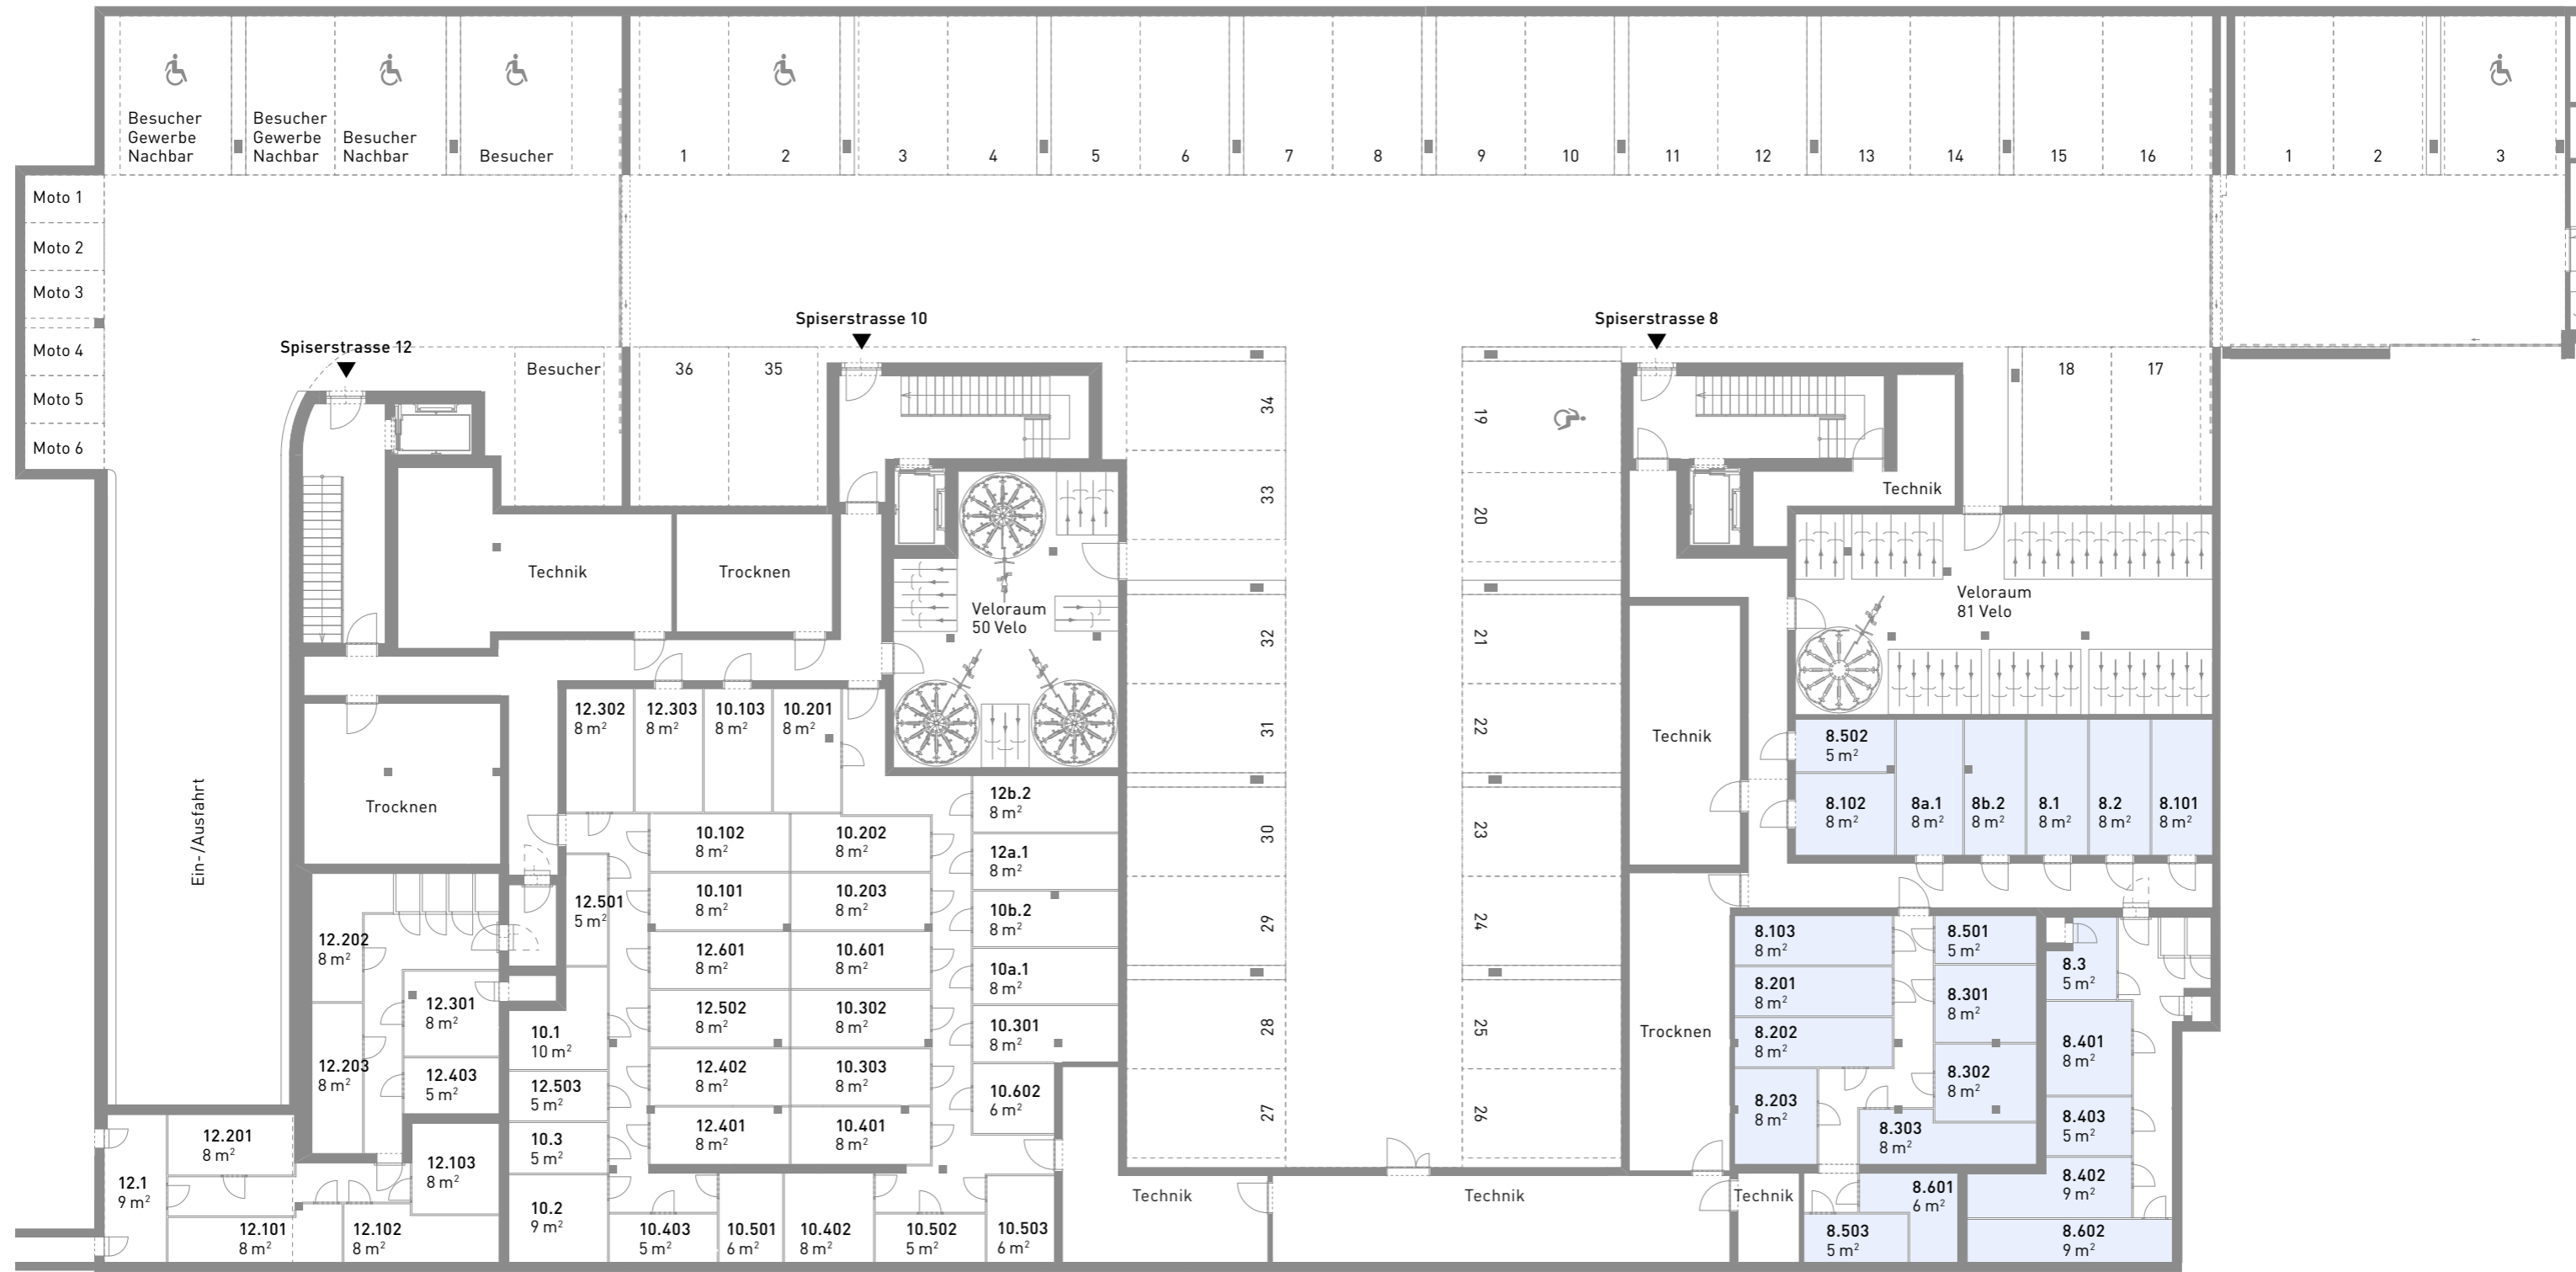 Besucher
Gewerbe
Nachbar
Besucher
Gewerbe
Nachbar
Besucher
Nachbar
Besucher
1
2
3
4
5
6
7
8
9
10
11
12
13
14
15
16
1
2
3
Moto 1
Moto 2
Moto 3
Moto 4
Moto 5
Moto 6
Spiserstrasse 12
Spiserstrasse 10
Spiserstrasse 8
Besucher
36
35
34
33
32
31
30
29
28
27
19
20
21
22
23
24
25
26
18
17
Technik
Trocknen
Veloraum
50 Velo
Technik
Veloraum
81 Velo
Ein-/Ausfahrt
Trocknen
Technik
Trocknen
12.302
8 m²
12.303
8 m²
10.103
8 m²
10.201
8 m²
12b.2
8 m²
12a.1
8 m²
10b.2
8 m²
10a.1
8 m²
10.301
8 m²
10.602
6 m²
10.102
8 m²
10.202
8 m²
10.101
8 m²
10.203
8 m²
12.601
8 m²
10.601
8 m²
12.502
8 m²
10.302
8 m²
12.402
8 m²
10.303
8 m²
12.401
8 m²
10.401
8 m²
12.501
5 m²
10.1
10 m²
12.503
5 m²
10.3
5 m²
10.2
9 m²
10.403
5 m²
10.501
6 m²
10.402
8 m²
10.502
5 m²
10.503
6 m²
12.202
8 m²
12.203
8 m²
12.301
8 m²
12.403
5 m²
12.103
8 m²
12.201
8 m²
12.1
9 m²
12.101
8 m²
12.102
8 m²
Technik
Technik
Technik
8.502
5 m²
8.102
8 m²
8a.1
8 m²
8b.2
8 m²
8.1
8 m²
8.2
8 m²
8.101
8 m²
8.103
8 m²
8.201
8 m²
8.202
8 m²
8.203
8 m²
8.501
5 m²
8.301
8 m²
8.302
8 m²
8.303
8 m²
8.3
5 m²
8.401
8 m²
8.403
5 m²
8.402
9 m²
8.601
6 m²
8.503
5 m²
8.602
9 m²